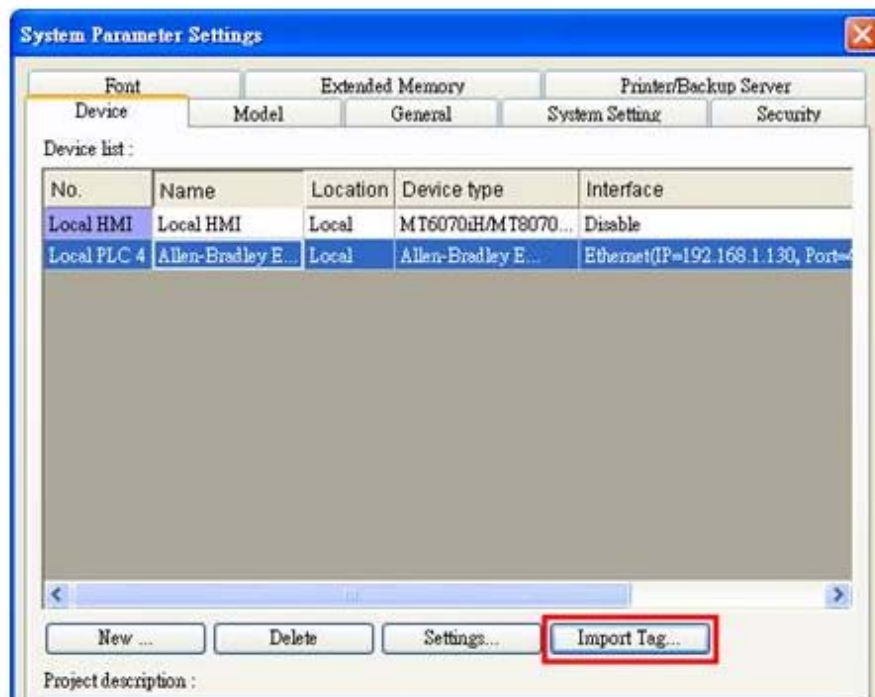 System Parameter Settings
Font Extended Memory Printer/Backup Server
Device Model General System Setting Security
Device list :
No. Name Location Device type Interface
Local HMI Local HMI Local MT6070iH/MT8070... Disable
Local PLC 4 Allen-Bradley E... Local Allen-Bradley E... Ethernet(IP=192.168.1.130, Port=4
New ... Delete Settings... Import Tag...
Project description :